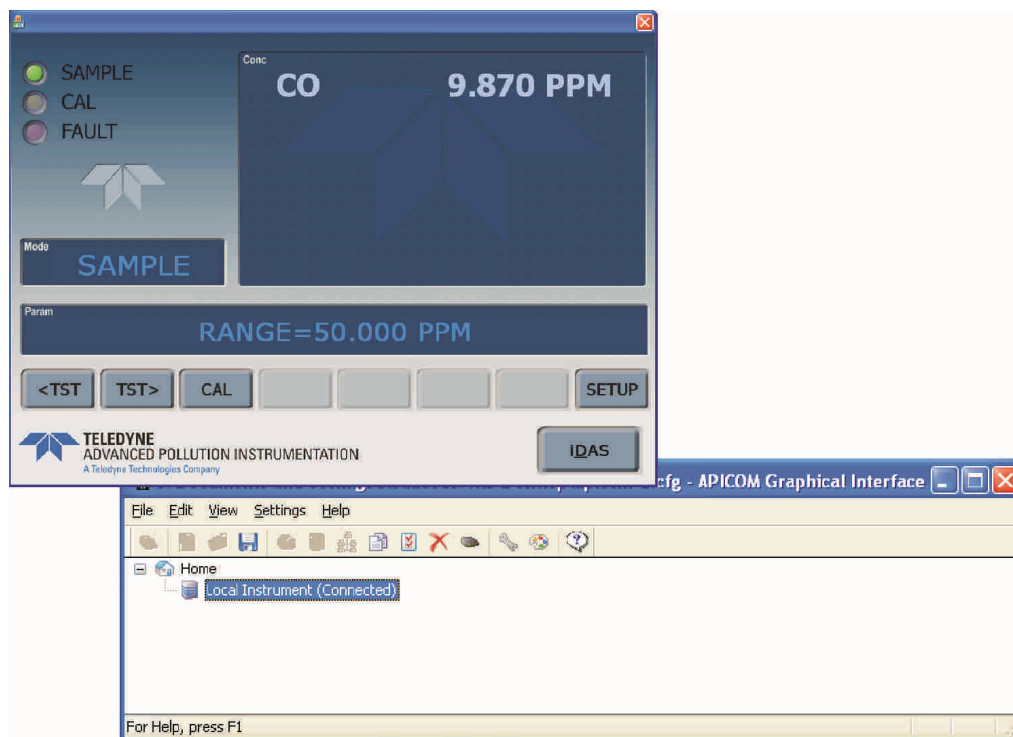 SAMPLE
CAL
FAULT
Conc
CO 9.870 PPM
Mode
SAMPLE
Param
RANGE=50.000 PPM
<TST TST> CAL SETUP
TELEDYNE
ADVANCED POLLUTION INSTRUMENTATION
A Teledyne Technologies Company
iDAS
cfg - APICOM Graphical Interface
File Edit View Settings Help
Home
Local Instrument (Connected)
For Help, press F1